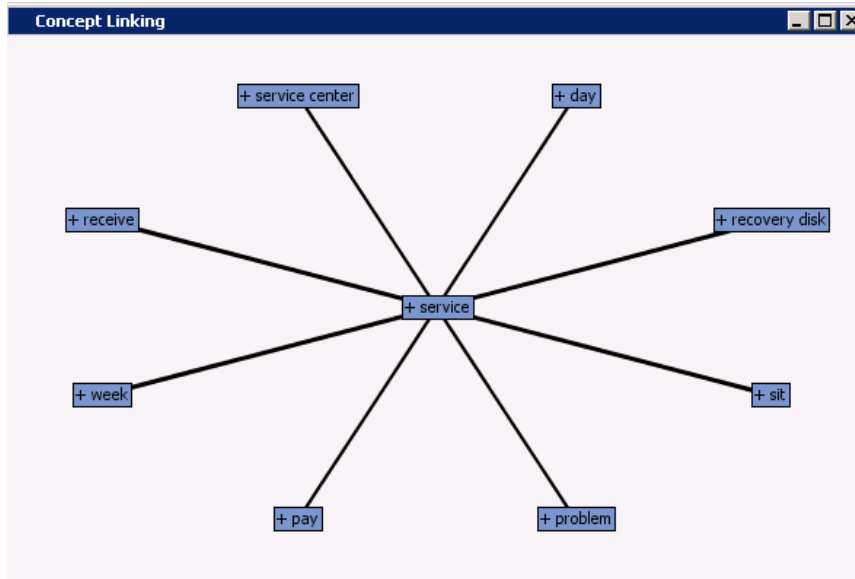 Concept Linking
+ service center
+ day
+ receive
+ recovery disk
+ service
+ week
+ sit
+ pay
+ problem